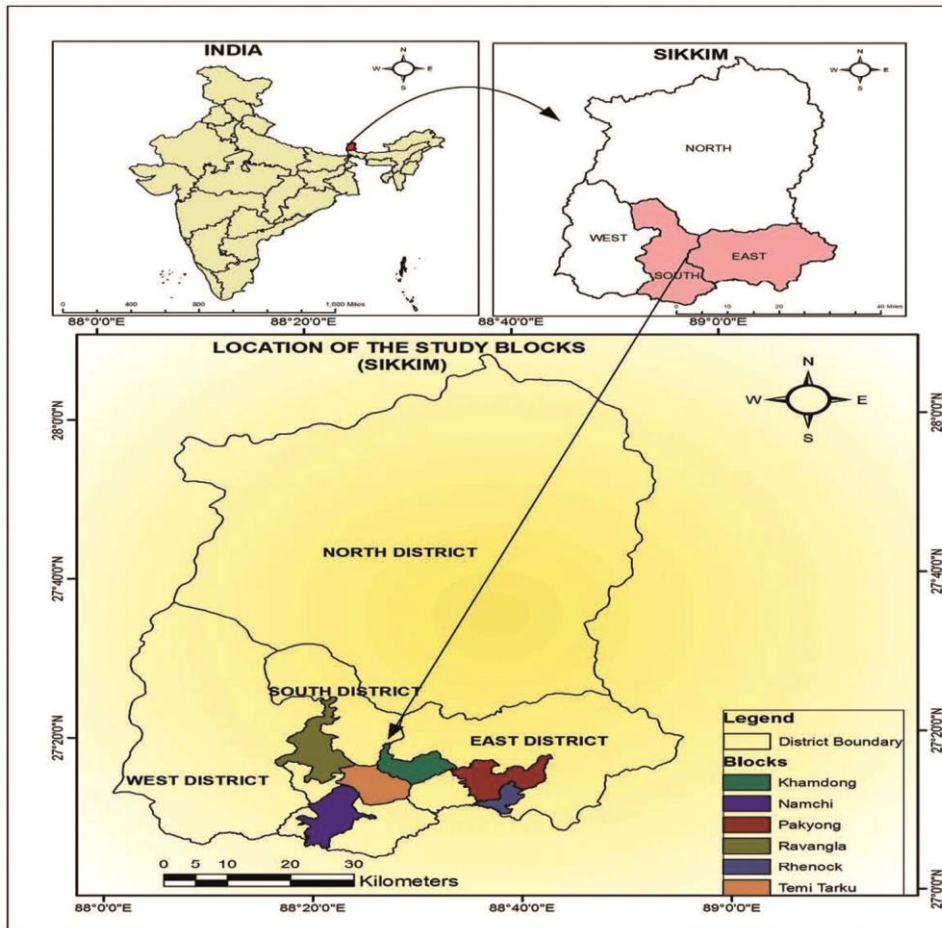 INDIA
N
W E
S
0 400 800 1,600 Miles
SIKKIM
N
W E
S
NORTH
WEST
EAST
SOUTH
10 20 40 Miles
88°0'0"E 88°20'0"E 88°40'0"E 89°0'0"E
LOCATION OF THE STUDY BLOCKS
(SIKKIM)
N
W E
S
28°0'0"N 28°0'0"N
NORTH DISTRICT
27°40'0"N 27°40'0"N
SOUTH DISTRICT
27°20'0"N 27°20'0"N
EAST DISTRICT
WEST DISTRICT
Legend
District Boundary
Blocks
Khamdong
Namchi
Pakyong
Ravangla
Rhenock
Temi Tarku
0 5 10 20 30
Kilometers
27°0'0"N
88°0'0"E 88°20'0"E 88°40'0"E 89°0'0"E